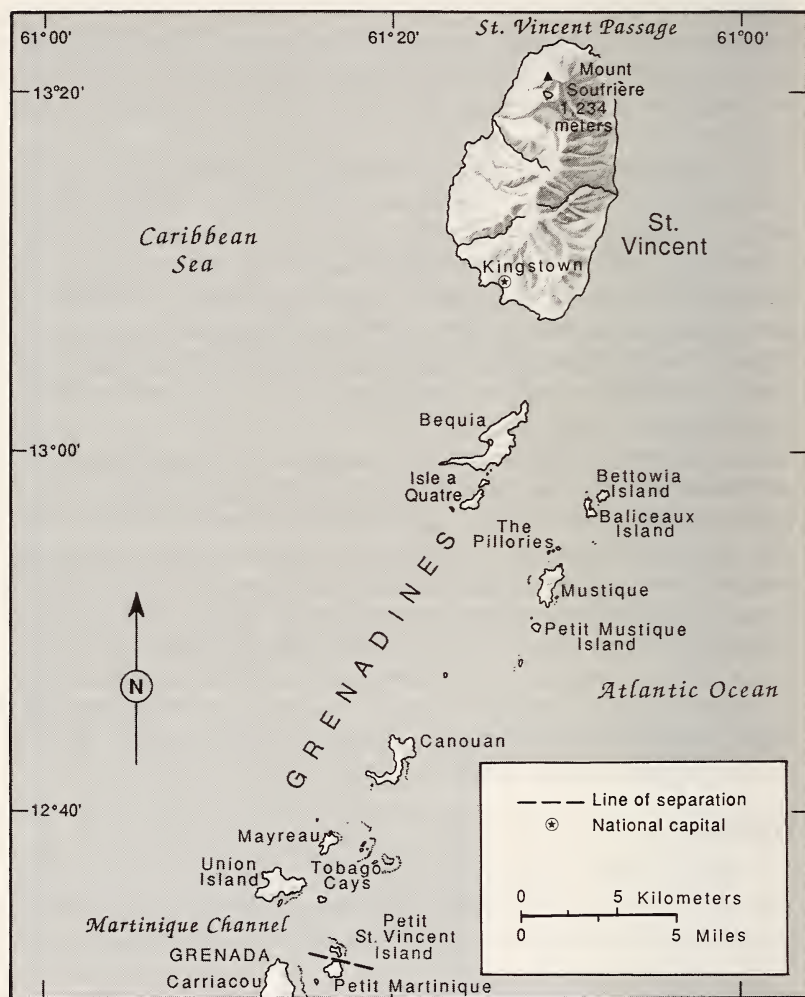 61°00'
61°20'
St. Vincent Passage
61°00'
13°20'
Mount
Soufrière
1,234
meters
Caribbean
Sea
St.
Vincent
Kingstown
Bequia
13°00'
Isle a
Quatre
Bettowia
Island
Baliceaux
Island
The
Pillories
Mustique
Petit Mustique
Island
GRENADINES
N
Atlantic Ocean
Canouan
12°40'
Line of separation
National capital
Mayreau
Union
Island
Tobago
Cays
0 5 Kilometers
0 5 Miles
Martinique Channel
Petit
St. Vincent
Island
GRENADA
Carriacou
Petit Martinique